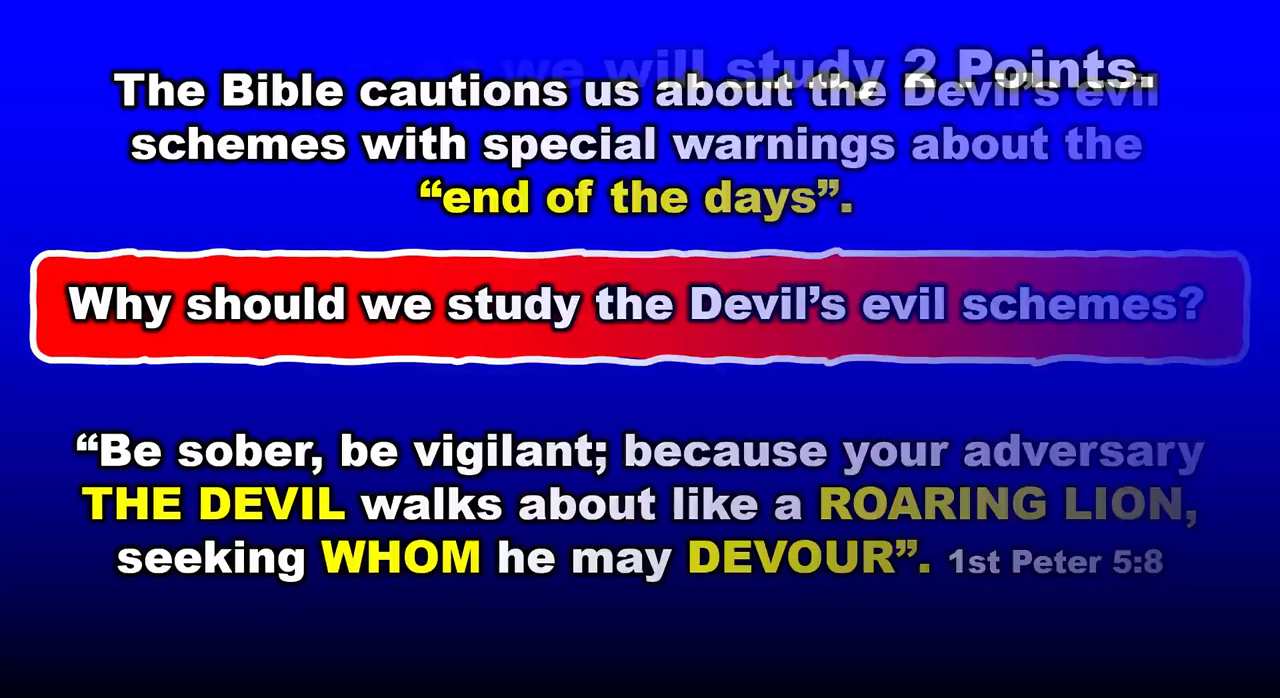 we will study 2 Points.
The Bible cautions us about the Devil’s evil
schemes with special warnings about the
“end of the days”.
Why should we study the Devil’s evil schemes?
“Be sober, be vigilant; because your adversary
THE DEVIL walks about like a ROARING LION,
seeking WHOM he may DEVOUR”. 1st Peter 5:8